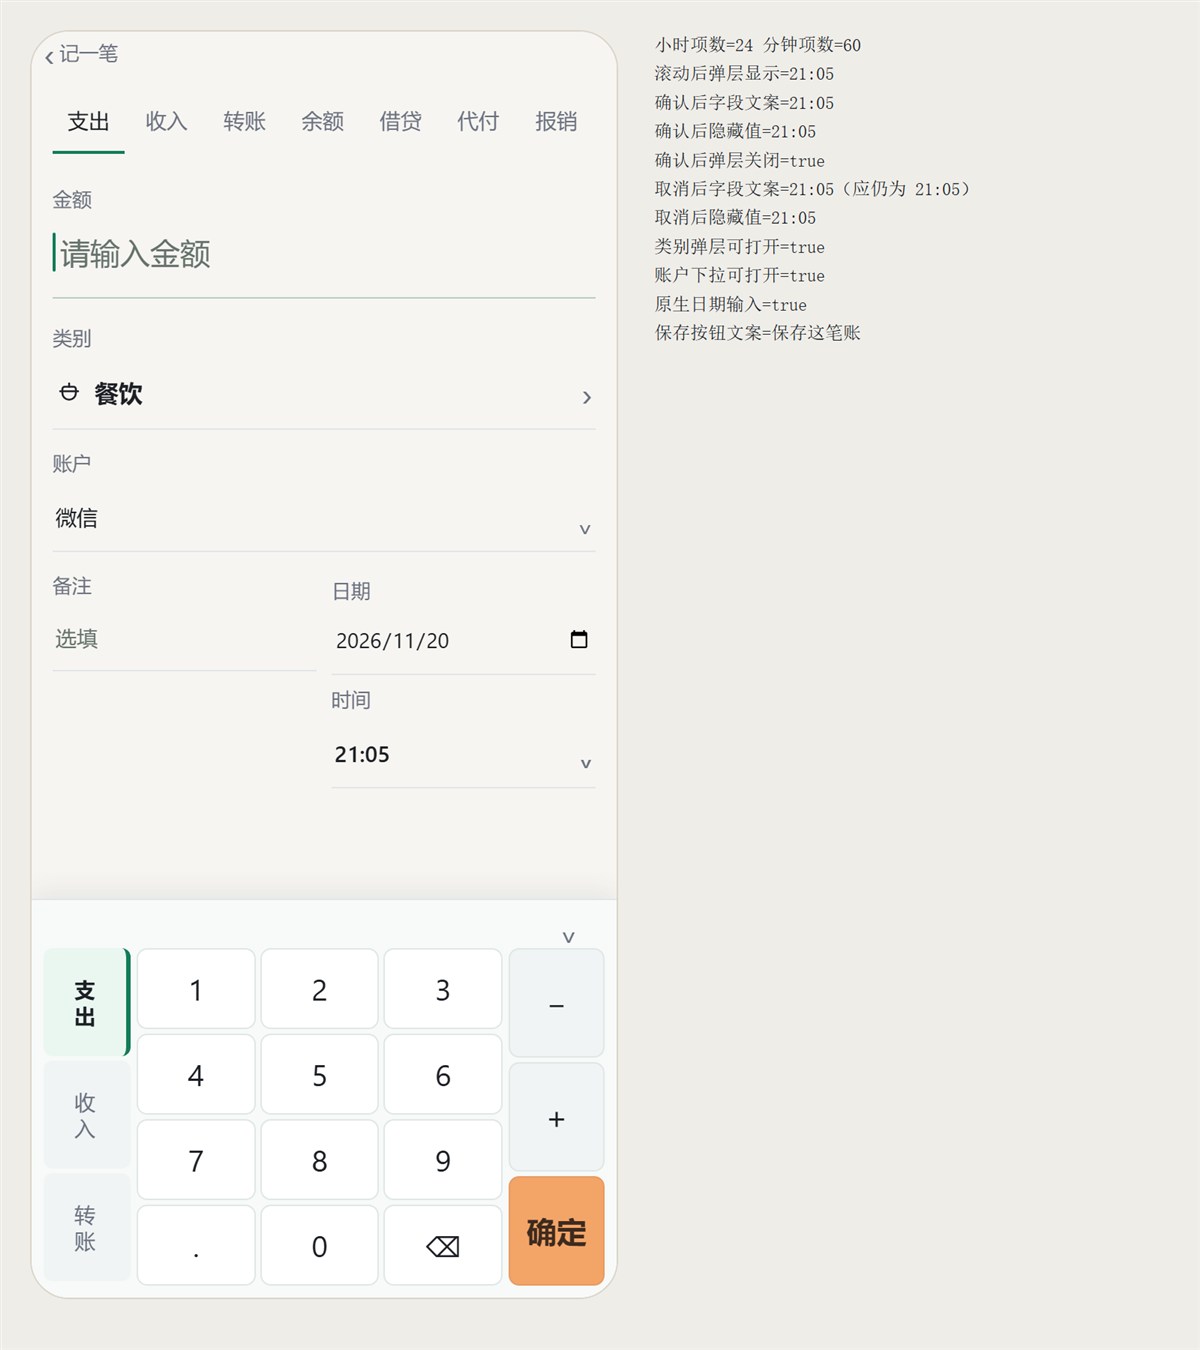 ‹ 记一笔
支出 收入 转账 余额 借贷 代付 报销
金额
请输入金额
类别
餐饮 ›
账户
微信
备注
选填
日期
2026/11/20
时间
21:05
支出
收入
转账
1 2 3 −
4 5 6 +
7 8 9
. 0 ⌫ 确定
小时项数=24 分钟项数=60
滚动后弹层显示=21:05
确认后字段文案=21:05
确认后隐藏值=21:05
确认后弹层关闭=true
取消后字段文案=21:05（应仍为 21:05）
取消后隐藏值=21:05
类别弹层可打开=true
账户下拉可打开=true
原生日期输入=true
保存按钮文案=保存这笔账